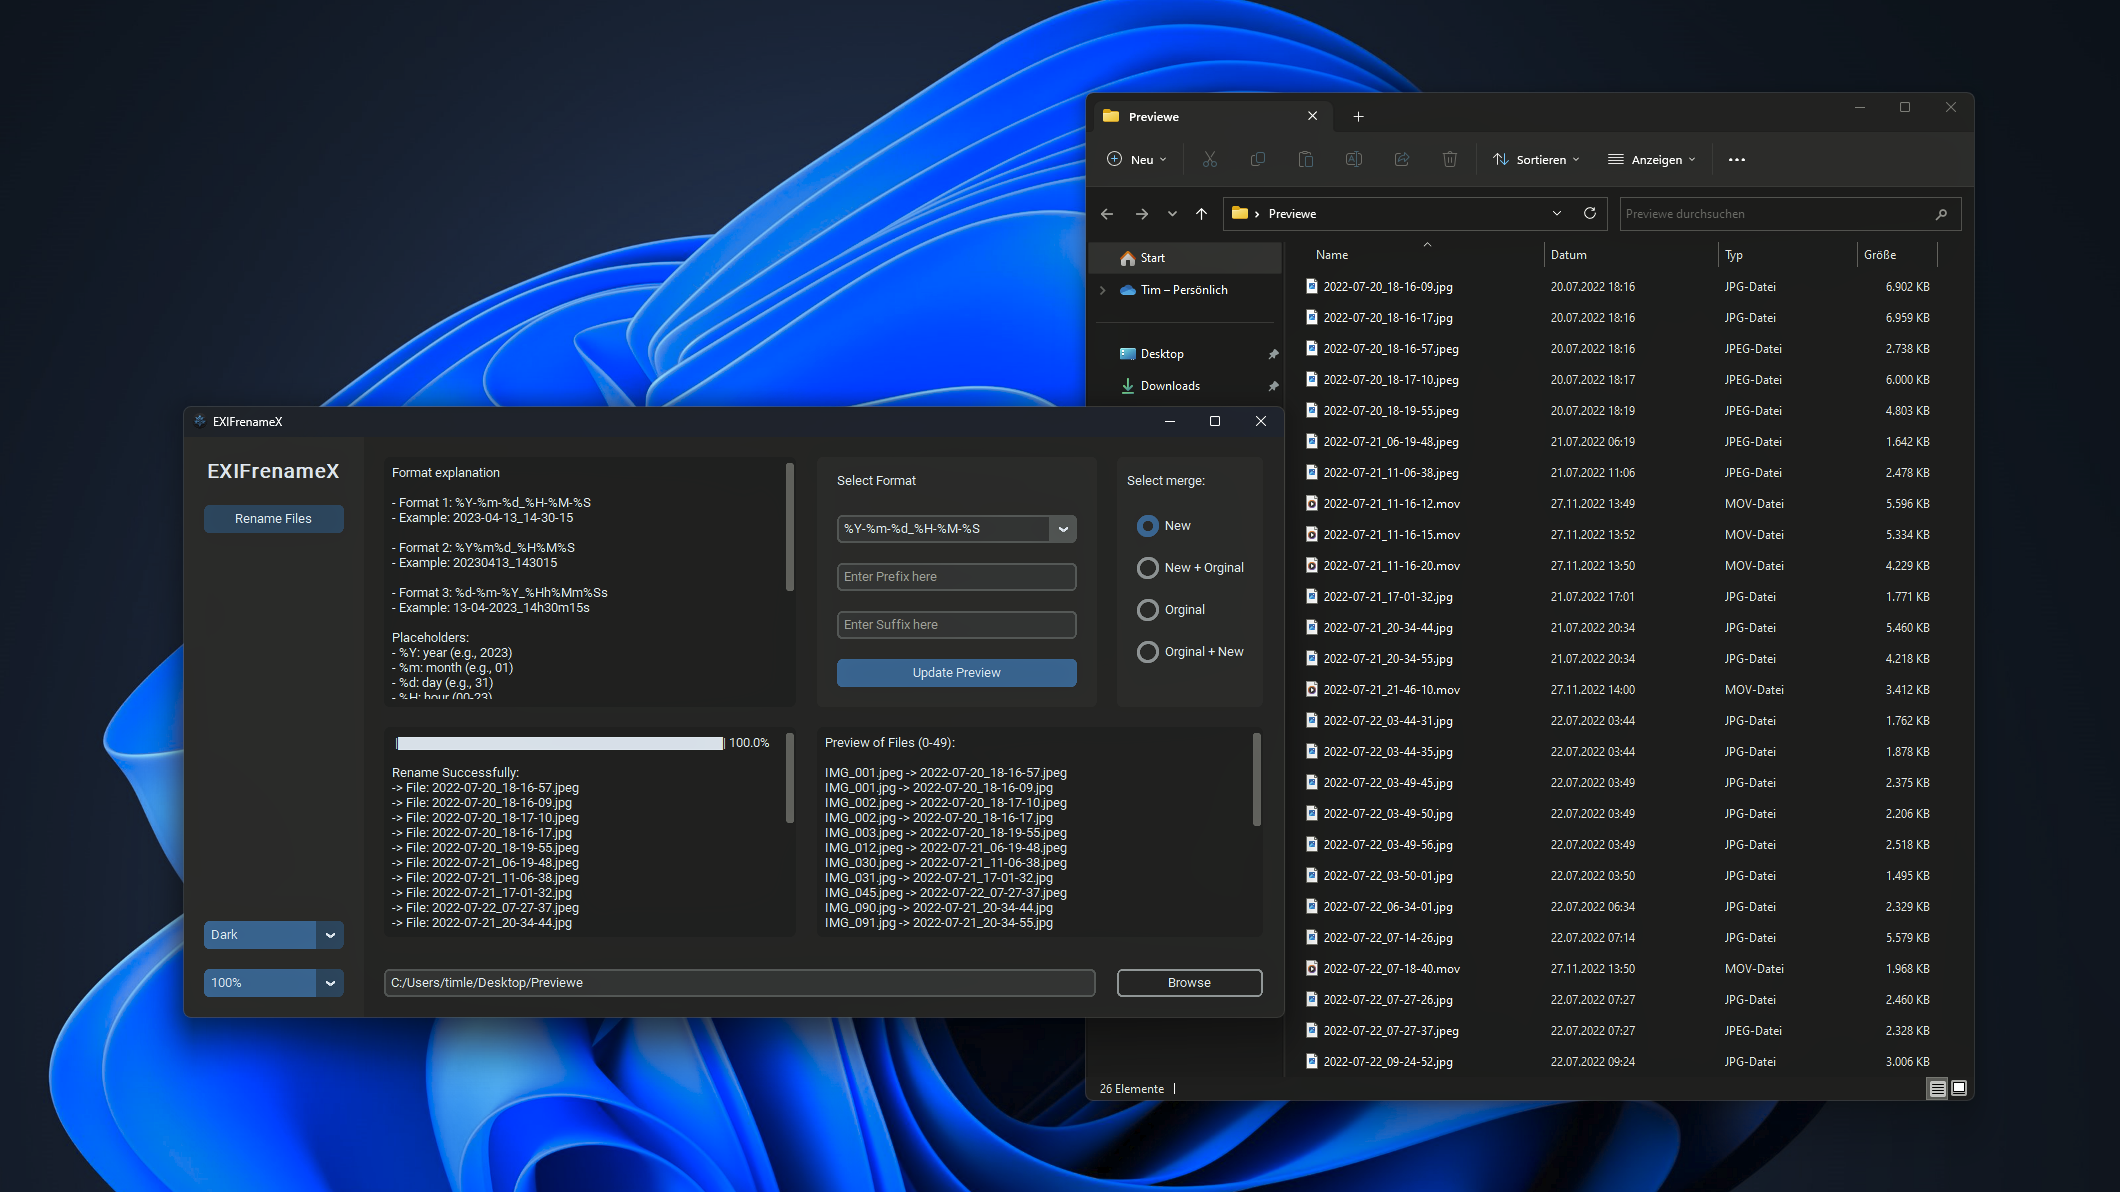 Previewe
Neu
Sortieren
Anzeigen
Previewe
Previewe durchsuchen
Start
Tim – Persönlich
Desktop
Downloads
Name Datum Typ Größe
2022-07-20_18-16-09.jpg 20.07.2022 18:16 JPG-Datei 6.902 KB
2022-07-20_18-16-17.jpg 20.07.2022 18:16 JPG-Datei 6.959 KB
2022-07-20_18-16-57.jpeg 20.07.2022 18:16 JPEG-Datei 2.738 KB
2022-07-20_18-17-10.jpeg 20.07.2022 18:17 JPEG-Datei 6.000 KB
2022-07-20_18-19-55.jpeg 20.07.2022 18:19 JPEG-Datei 4.803 KB
2022-07-21_06-19-48.jpeg 21.07.2022 06:19 JPEG-Datei 1.642 KB
2022-07-21_11-06-38.jpeg 21.07.2022 11:06 JPEG-Datei 2.478 KB
2022-07-21_11-16-12.mov 27.11.2022 13:49 MOV-Datei 5.596 KB
2022-07-21_11-16-15.mov 27.11.2022 13:52 MOV-Datei 5.334 KB
2022-07-21_11-16-20.mov 27.11.2022 13:50 MOV-Datei 4.229 KB
2022-07-21_17-01-32.jpg 21.07.2022 17:01 JPG-Datei 1.771 KB
2022-07-21_20-34-44.jpg 21.07.2022 20:34 JPG-Datei 5.460 KB
2022-07-21_20-34-55.jpg 21.07.2022 20:34 JPG-Datei 4.218 KB
2022-07-21_21-46-10.mov 27.11.2022 14:00 MOV-Datei 3.412 KB
2022-07-22_03-44-31.jpg 22.07.2022 03:44 JPG-Datei 1.762 KB
2022-07-22_03-44-35.jpg 22.07.2022 03:44 JPG-Datei 1.878 KB
2022-07-22_03-49-45.jpg 22.07.2022 03:49 JPG-Datei 2.375 KB
2022-07-22_03-49-50.jpg 22.07.2022 03:49 JPG-Datei 2.206 KB
2022-07-22_03-49-56.jpg 22.07.2022 03:49 JPG-Datei 2.518 KB
2022-07-22_03-50-01.jpg 22.07.2022 03:50 JPG-Datei 1.495 KB
2022-07-22_06-34-01.jpg 22.07.2022 06:34 JPG-Datei 2.329 KB
2022-07-22_07-14-26.jpg 22.07.2022 07:14 JPG-Datei 5.579 KB
2022-07-22_07-18-40.mov 27.11.2022 13:50 MOV-Datei 1.968 KB
2022-07-22_07-27-26.jpg 22.07.2022 07:27 JPG-Datei 2.460 KB
2022-07-22_07-27-37.jpeg 22.07.2022 07:27 JPEG-Datei 2.328 KB
2022-07-22_09-24-52.jpg 22.07.2022 09:24 JPG-Datei 3.006 KB
26 Elemente
EXIFrenameX
EXIFrenameX
Rename Files
Dark
100%
Format explanation
- Format 1: %Y-%m-%d_%H-%M-%S
- Example: 2023-04-13_14-30-15
- Format 2: %Y%m%d_%H%M%S
- Example: 20230413_143015
- Format 3: %d-%m-%Y_%Hh%Mm%Ss
- Example: 13-04-2023_14h30m15s
Placeholders:
- %Y: year (e.g., 2023)
- %m: month (e.g., 01)
- %d: day (e.g., 31)
- %H: hour (00-23)
Select Format
%Y-%m-%d_%H-%M-%S
Enter Prefix here
Enter Suffix here
Update Preview
Select merge:
New
New + Orginal
Orginal
Orginal + New
100.0%
Rename Successfully:
-> File: 2022-07-20_18-16-57.jpeg
-> File: 2022-07-20_18-16-09.jpg
-> File: 2022-07-20_18-17-10.jpeg
-> File: 2022-07-20_18-16-17.jpg
-> File: 2022-07-20_18-19-55.jpeg
-> File: 2022-07-21_06-19-48.jpeg
-> File: 2022-07-21_11-06-38.jpeg
-> File: 2022-07-21_17-01-32.jpg
-> File: 2022-07-22_07-27-37.jpeg
-> File: 2022-07-21_20-34-44.jpg
Preview of Files (0-49):
IMG_001.jpeg -> 2022-07-20_18-16-57.jpeg
IMG_001.jpg -> 2022-07-20_18-16-09.jpg
IMG_002.jpeg -> 2022-07-20_18-17-10.jpeg
IMG_002.jpg -> 2022-07-20_18-16-17.jpg
IMG_003.jpeg -> 2022-07-20_18-19-55.jpeg
IMG_012.jpeg -> 2022-07-21_06-19-48.jpeg
IMG_030.jpeg -> 2022-07-21_11-06-38.jpeg
IMG_031.jpg -> 2022-07-21_17-01-32.jpg
IMG_045.jpeg -> 2022-07-22_07-27-37.jpeg
IMG_090.jpg -> 2022-07-21_20-34-44.jpg
IMG_091.jpg -> 2022-07-21_20-34-55.jpg
C:/Users/timle/Desktop/Previewe
Browse